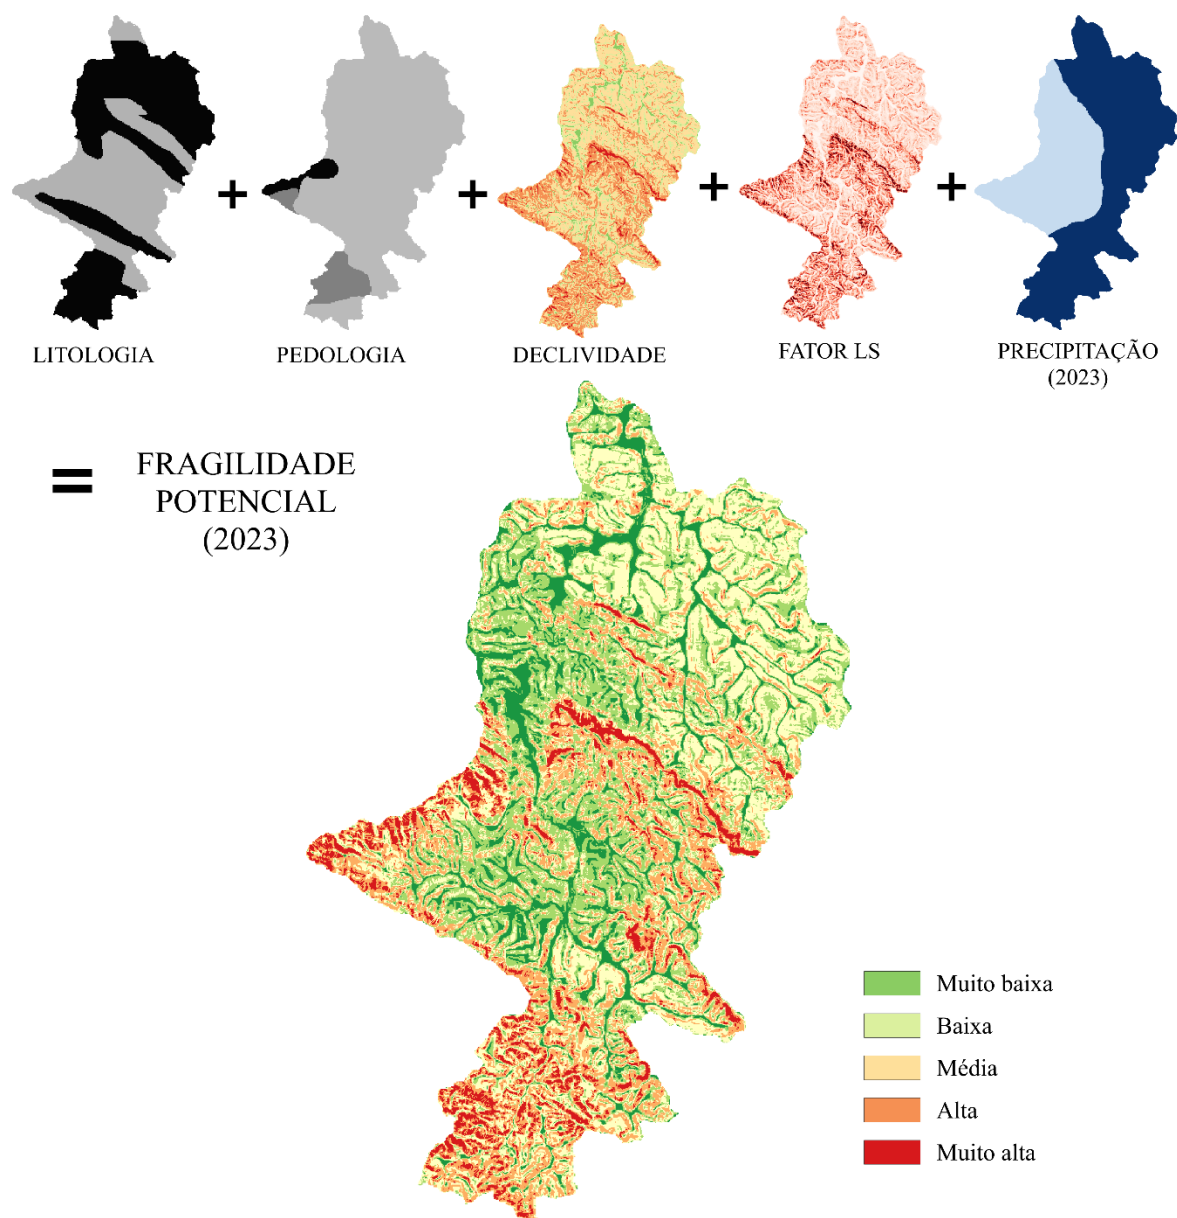 + + + +
LITOLOGIA
PEDOLOGIA
DECLIVIDADE
FATOR LS
PRECIPITAÇÃO
(2023)
=
FRAGILIDADE
POTENCIAL
(2023)
Muito baixa
Baixa
Média
Alta
Muito alta